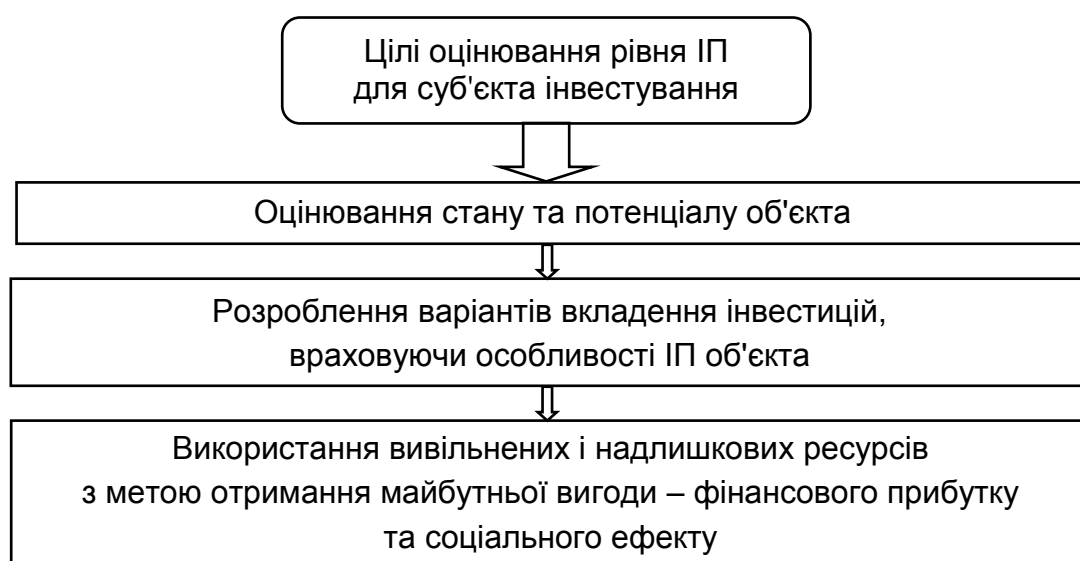 Цілі оцінювання рівня ІП
для суб'єкта інвестування
Оцінювання стану та потенціалу об'єкта
Розроблення варіантів вкладення інвестицій,
враховуючи особливості ІП об'єкта
Використання вивільнених і надлишкових ресурсів
з метою отримання майбутньої вигоди – фінансового прибутку
та соціального ефекту